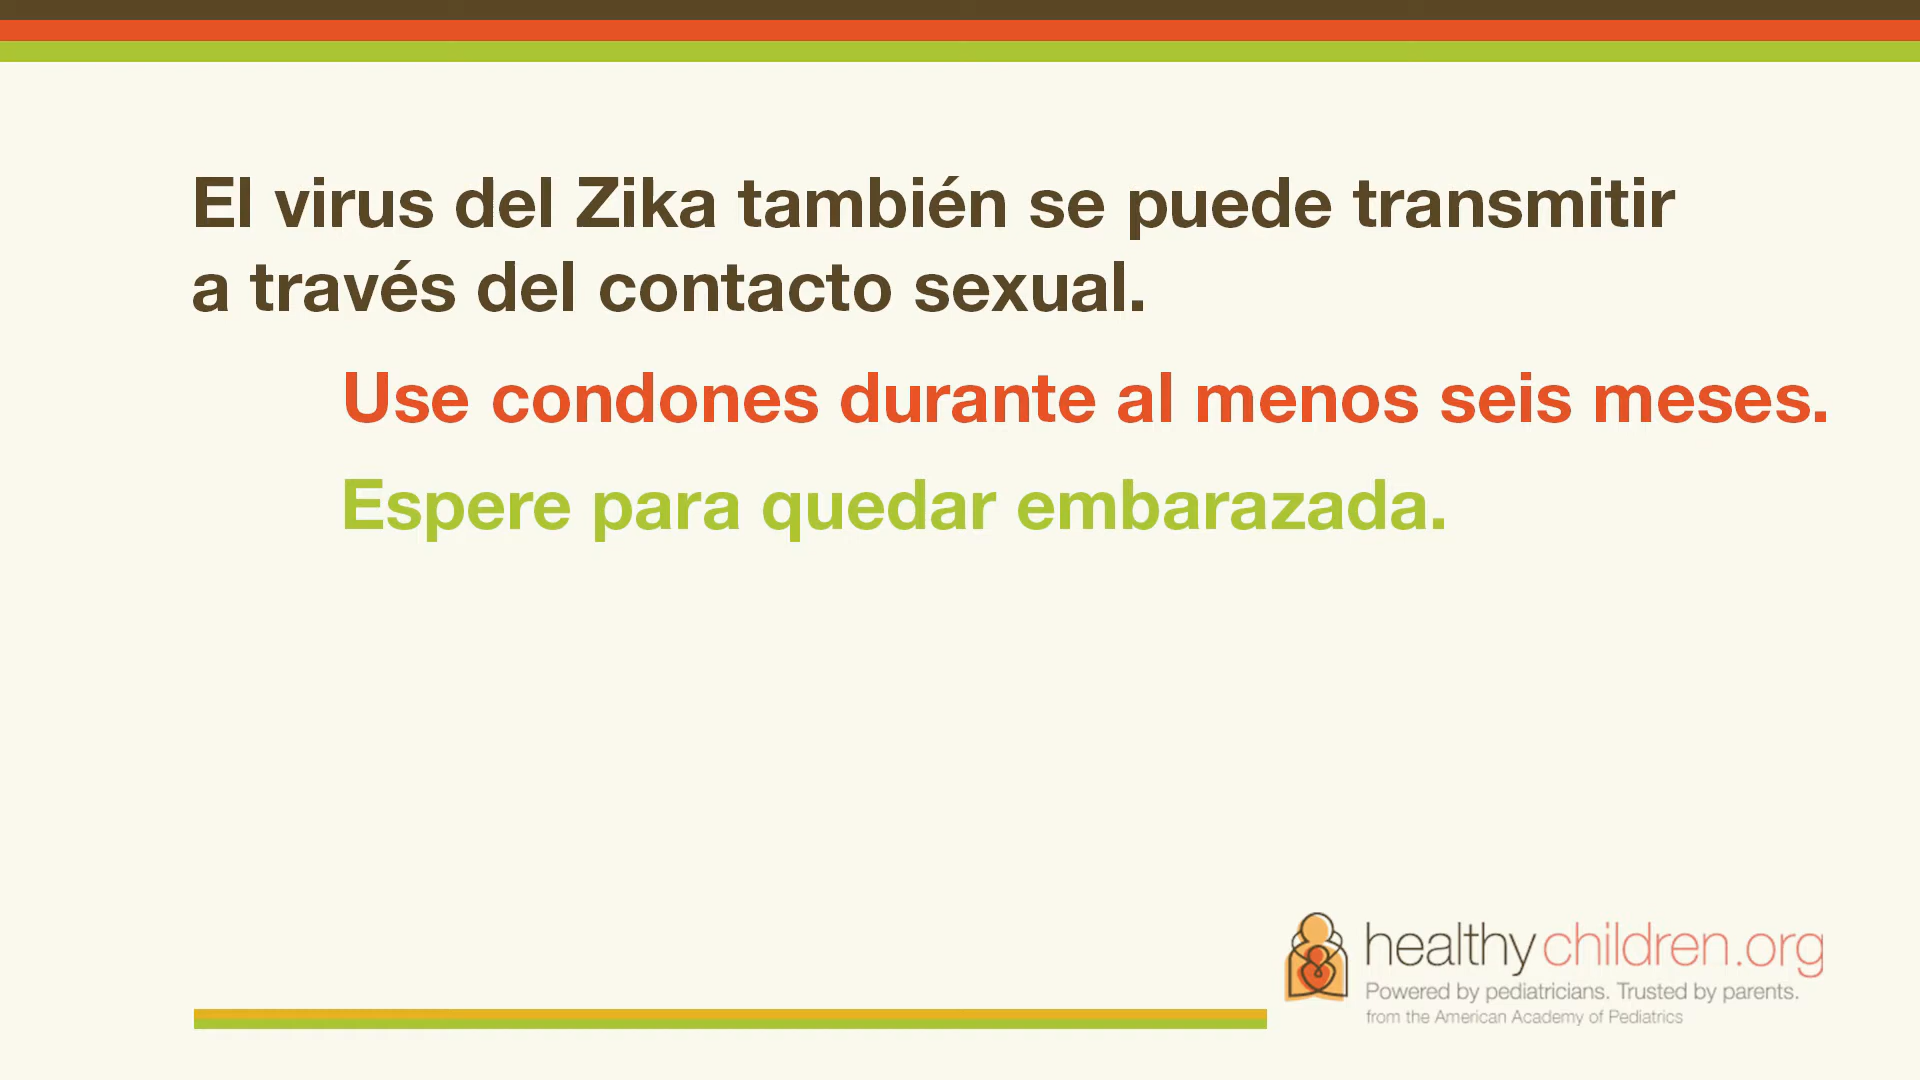 El virus del Zika también se puede transmitir
a través del contacto sexual.
Use condones durante al menos seis meses.
Espere para quedar embarazada.
healthychildren.org
Powered by pediatricians. Trusted by parents.
from the American Academy of Pediatrics